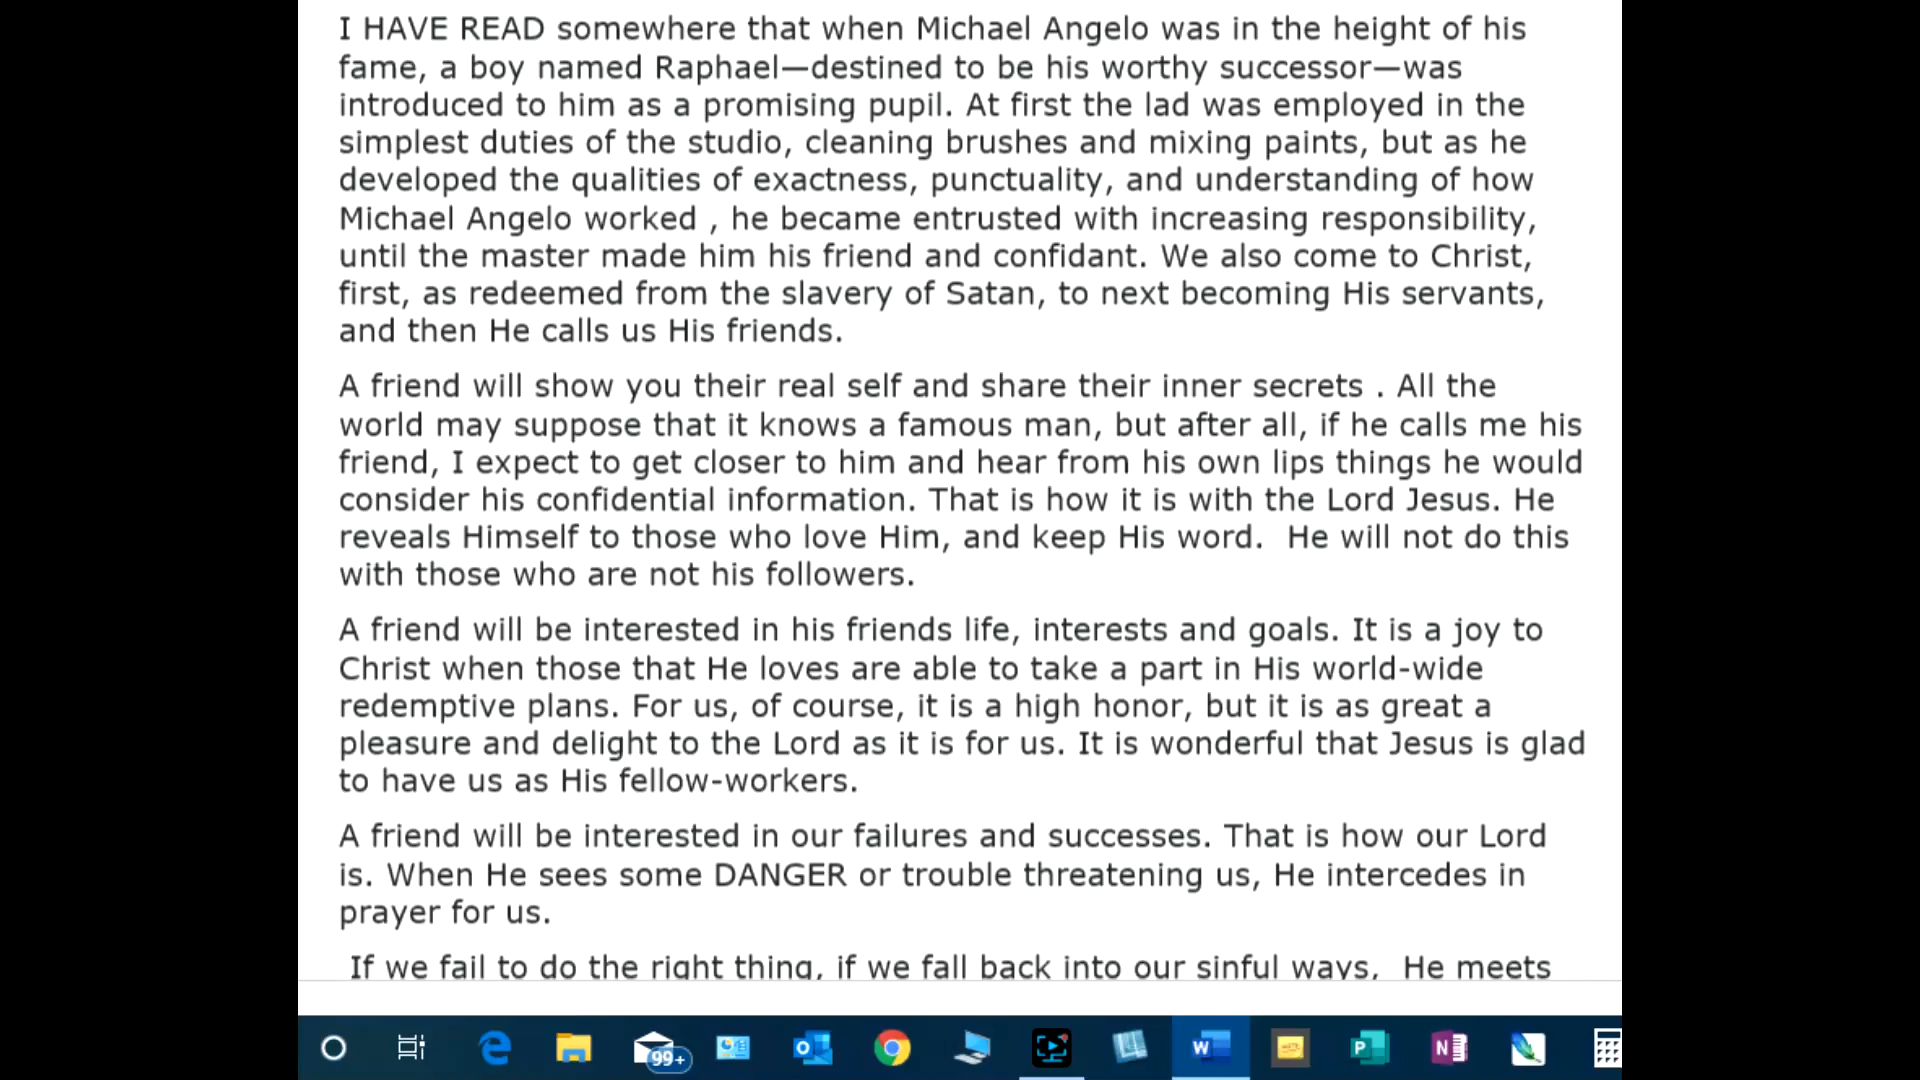 I HAVE READ somewhere that when Michael Angelo was in the height of his
fame, a boy named Raphael—destined to be his worthy successor—was
introduced to him as a promising pupil. At first the lad was employed in the
simplest duties of the studio, cleaning brushes and mixing paints, but as he
developed the qualities of exactness, punctuality, and understanding of how
Michael Angelo worked , he became entrusted with increasing responsibility,
until the master made him his friend and confidant. We also come to Christ,
first, as redeemed from the slavery of Satan, to next becoming His servants,
and then He calls us His friends.
A friend will show you their real self and share their inner secrets . All the
world may suppose that it knows a famous man, but after all, if he calls me his
friend, I expect to get closer to him and hear from his own lips things he would
consider his confidential information. That is how it is with the Lord Jesus. He
reveals Himself to those who love Him, and keep His word.  He will not do this
with those who are not his followers.
A friend will be interested in his friends life, interests and goals. It is a joy to
Christ when those that He loves are able to take a part in His world-wide
redemptive plans. For us, of course, it is a high honor, but it is as great a
pleasure and delight to the Lord as it is for us. It is wonderful that Jesus is glad
to have us as His fellow-workers.
A friend will be interested in our failures and successes. That is how our Lord
is. When He sees some DANGER or trouble threatening us, He intercedes in
prayer for us.
If we fail to do the right thing, if we fall back into our sinful ways,  He meets
99+